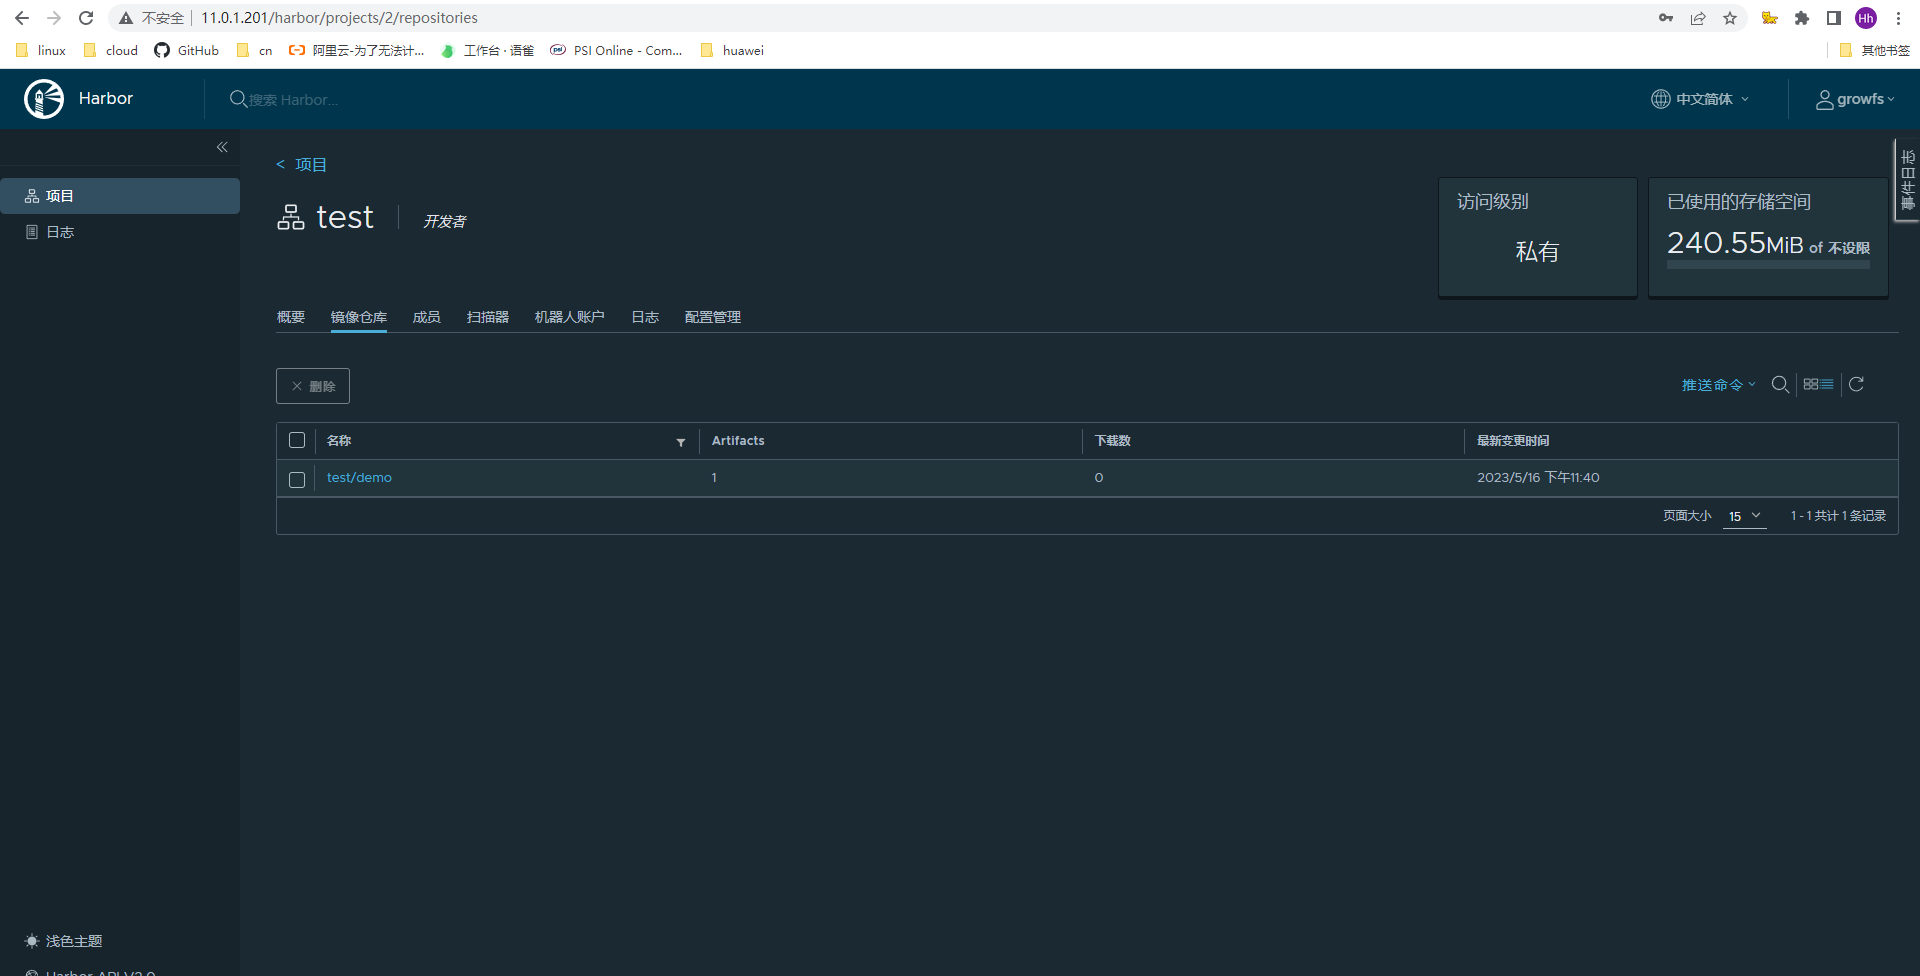 不安全 11.0.1.201/harbor/projects/2/repositories
Hh
linux cloud GitHub cn 阿里云-为了无法计... 工作台 · 语雀 PSI Online - Com... huawei 其他书签
Harbor 搜索 Harbor... 中文简体 growfs
< 项目
事件日志
项目
日志
test 开发者
访问级别
私有
已使用的存储空间
240.55MiB of 不设限
概要 镜像仓库 成员 扫描器 机器人账户 日志 配置管理
删除 推送命令
名称 Artifacts 下载数 最新变更时间
test/demo 1 0 2023/5/16 下午11:40
页面大小 15 1 - 1 共计 1 条记录
浅色主题
Harbor API V2.0